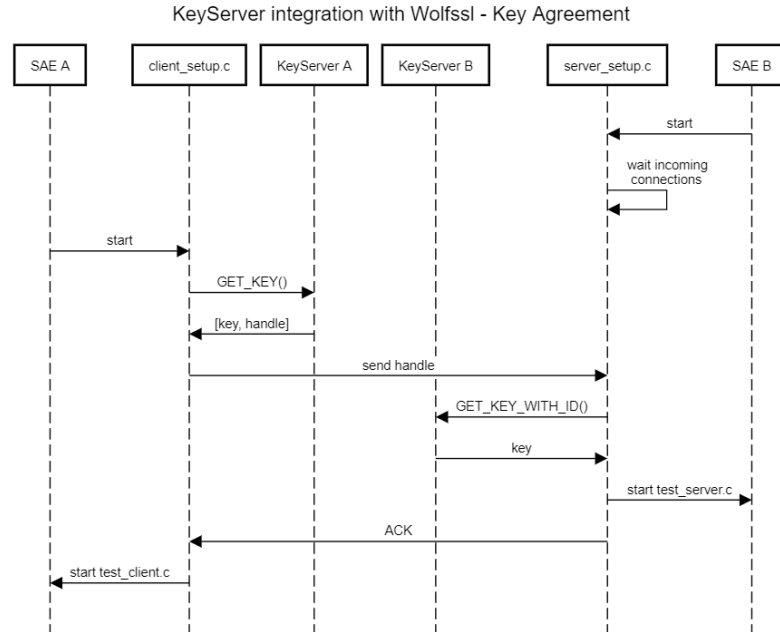 KeyServer integration with Wolfssl - Key Agreement
SAE A
client_setup.c
KeyServer A
KeyServer B
server_setup.c
SAE B
start
wait incoming
connections
start
GET_KEY()
[key, handle]
send handle
GET_KEY_WITH_ID()
key
start test_server.c
ACK
start test_client.c